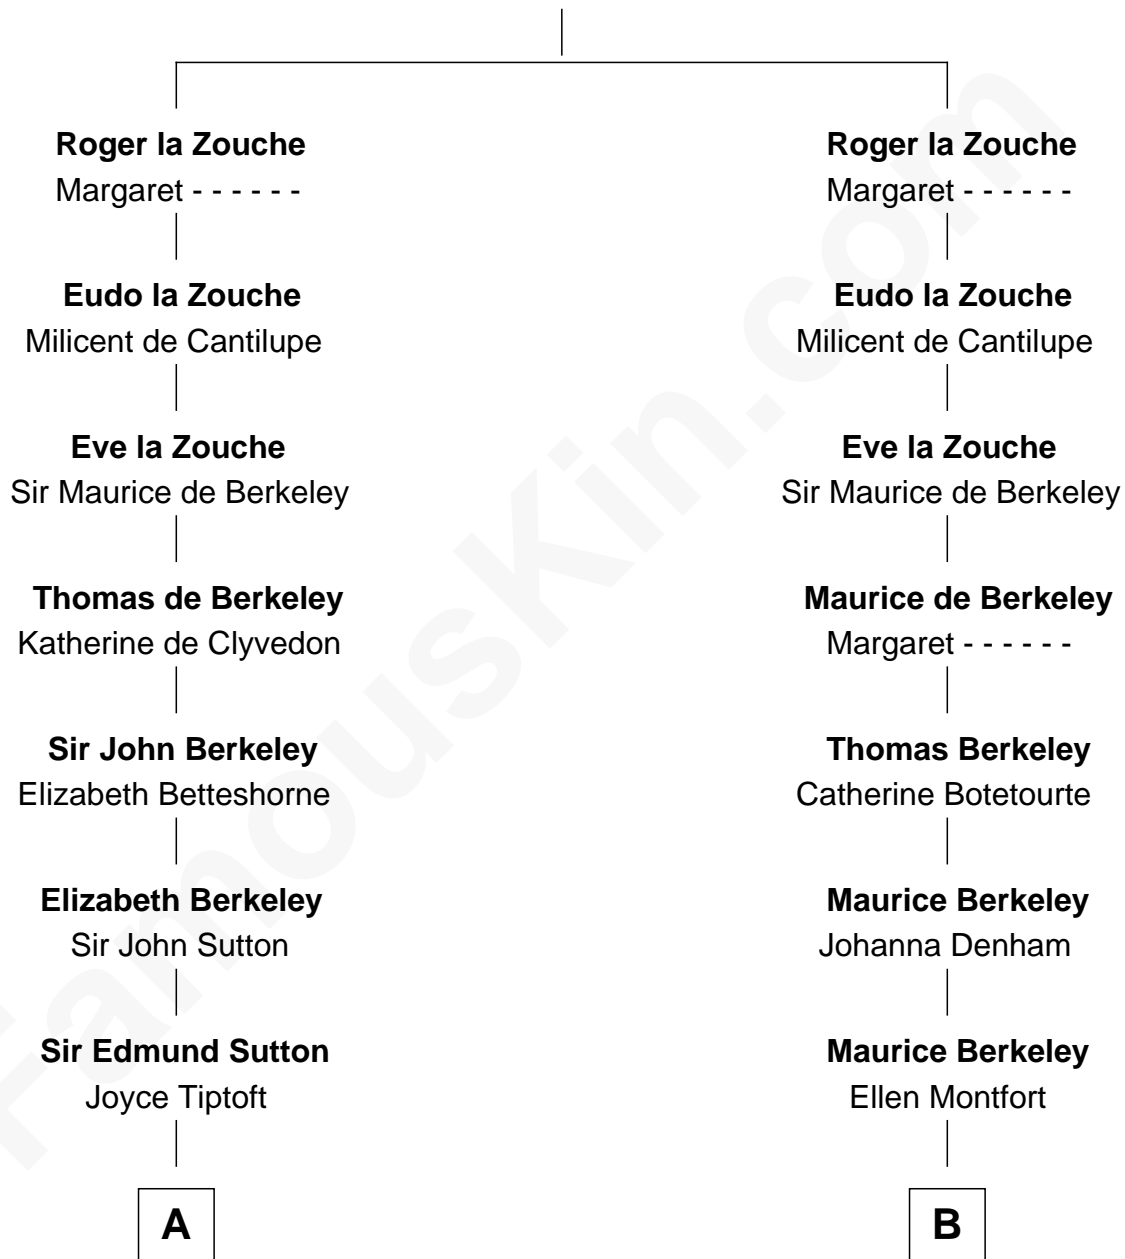 Roger la Zouche
Margaret - - - - - -
Eudo la Zouche
Milicent de Cantilupe
Eve la Zouche
Sir Maurice de Berkeley
Thomas de Berkeley
Katherine de Clyvedon
Sir John Berkeley
Elizabeth Betteshorne
Elizabeth Berkeley
Sir John Sutton
Sir Edmund Sutton
Joyce Tiptoft
A
Roger la Zouche
Margaret - - - - - -
Eudo la Zouche
Milicent de Cantilupe
Eve la Zouche
Sir Maurice de Berkeley
Maurice de Berkeley
Margaret - - - - - -
Thomas Berkeley
Catherine Botetourte
Maurice Berkeley
Johanna Denham
Maurice Berkeley
Ellen Montfort
B
FamousKin.com